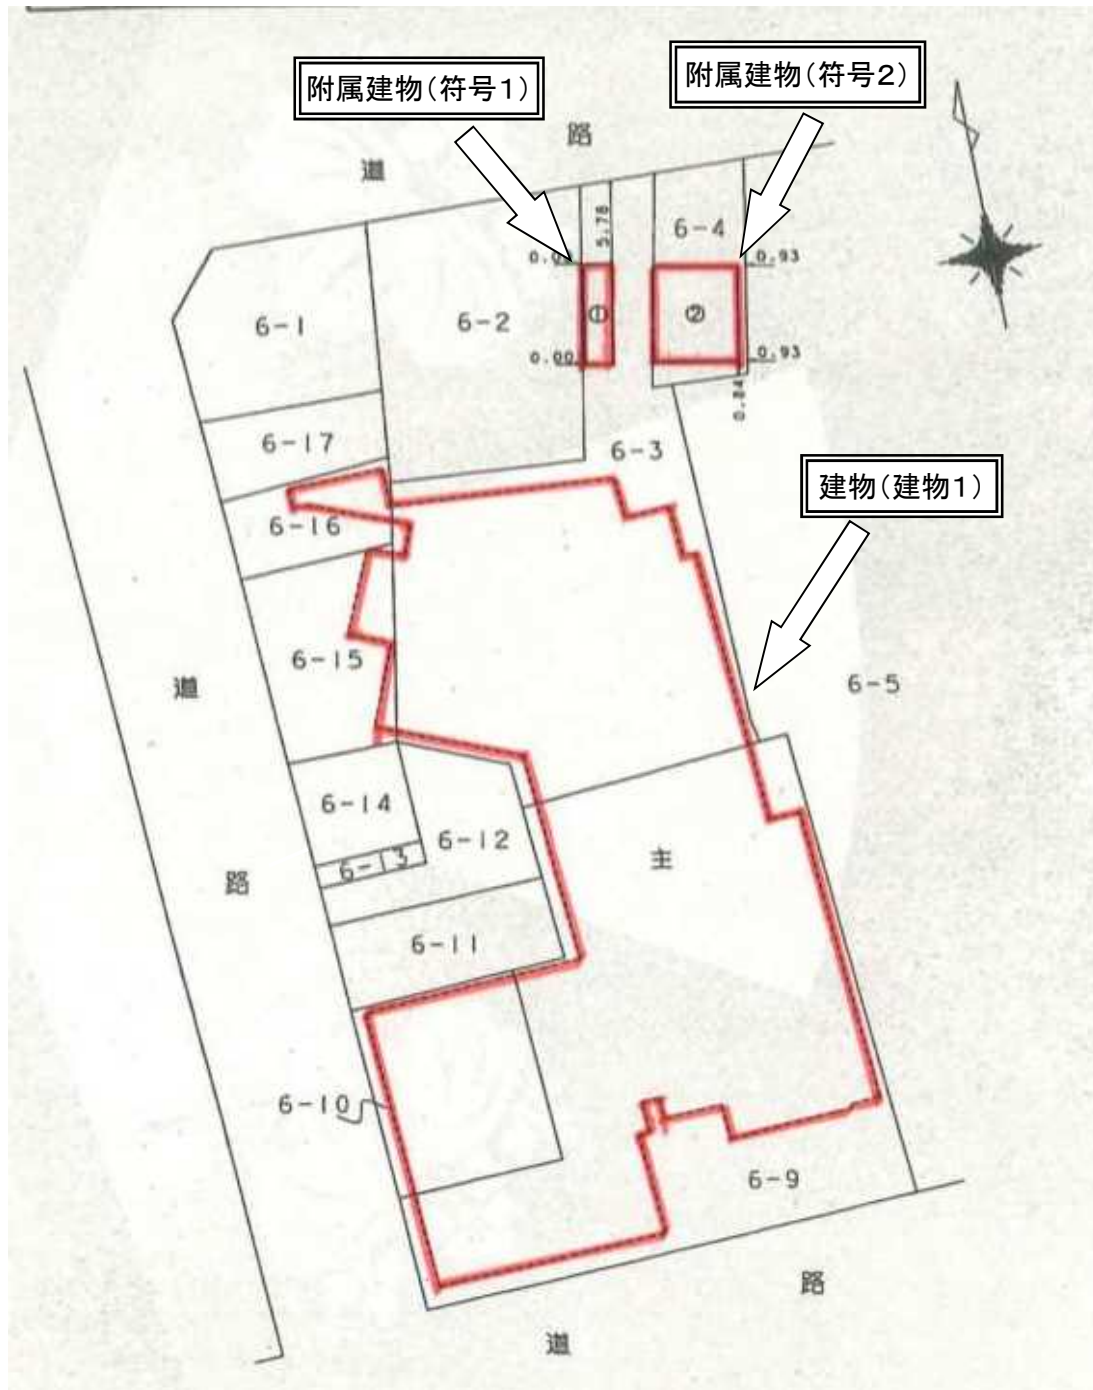 附属建物(符号1)
附属建物(符号2)
道
路
5.78
6-4
0.00
0.93
6-1
6-2
①
②
0.00
0.93
0.84
6-17
6-3
建物(建物1)
6-16
6-15
道
6-5
6-14
6-12
6-13
主
路
6-11
6-10
6-9
路
道